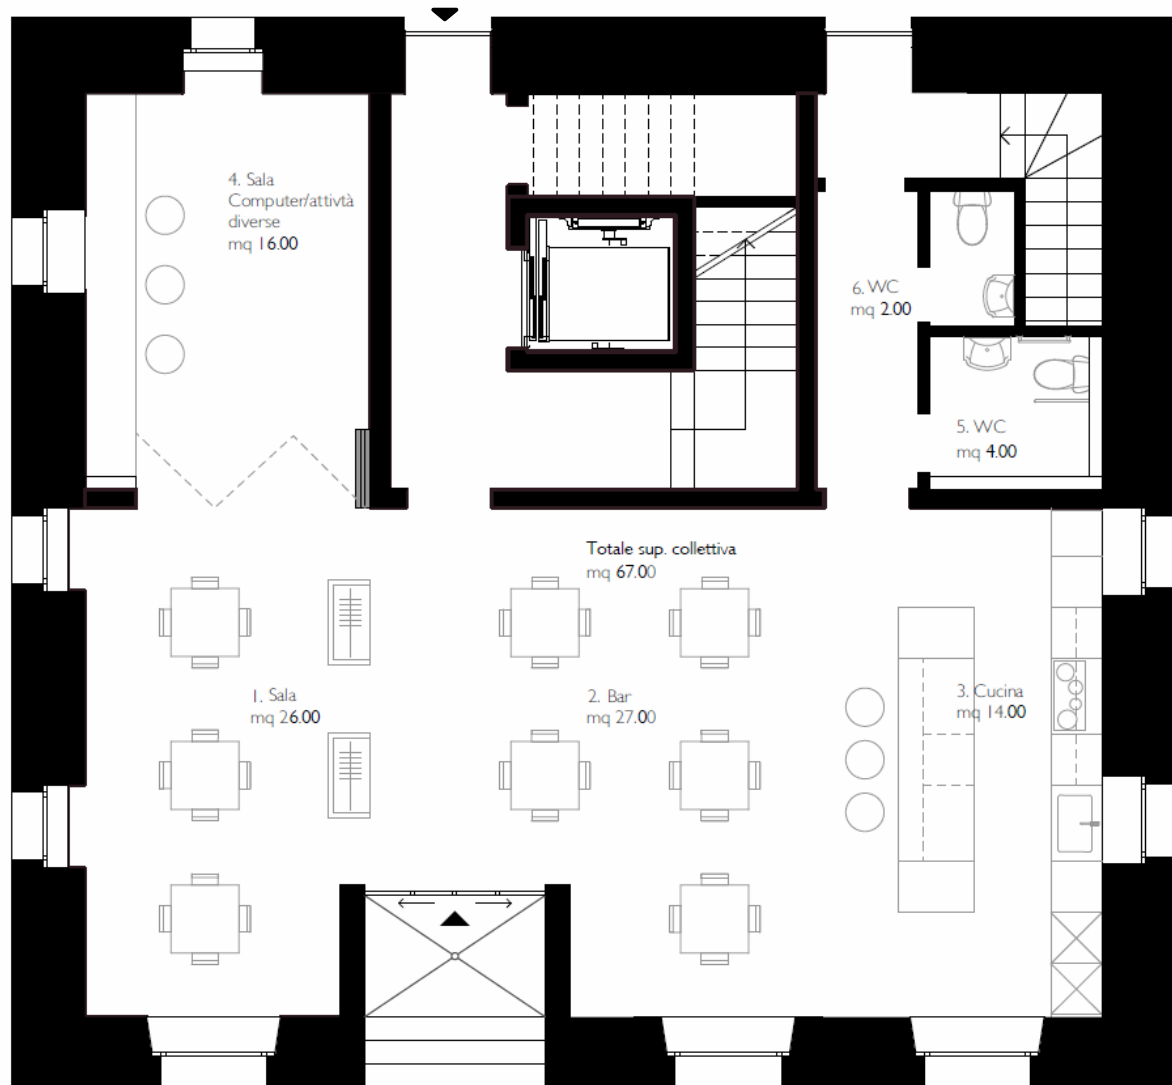 4. Sala
Computer/attivtà
diverse
mq 16.00
6. WC
mq 2.00
5. WC
mq 4.00
Totale sup. collettiva
mq 67.00
1. Sala
mq 26.00
2. Bar
mq 27.00
3. Cucina
mq 14.00